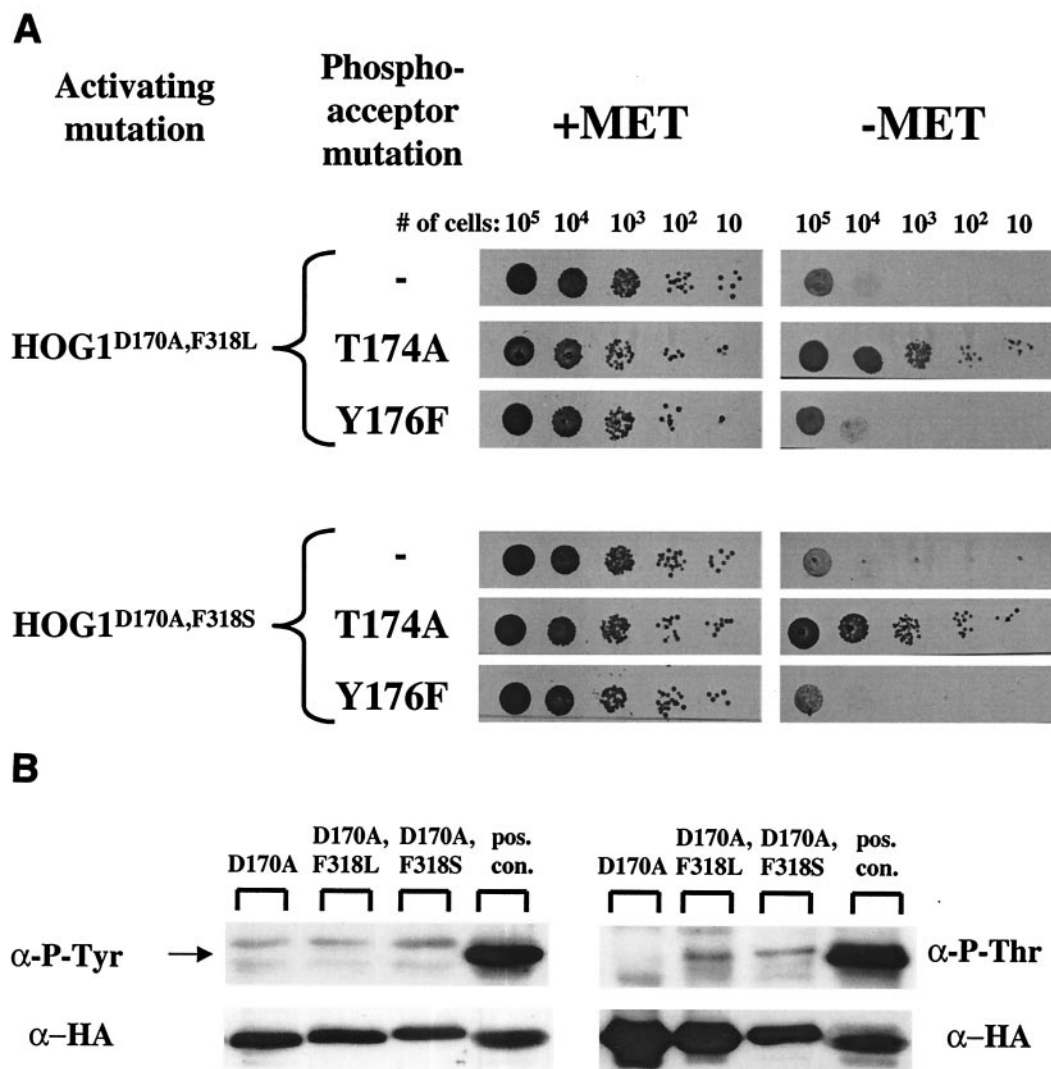 A
Activating
mutation
Phospho-
acceptor
mutation
+MET
-MET
# of cells: 10⁵ 10⁴ 10³ 10² 10
10⁵ 10⁴ 10³ 10² 10
HOG1D170A,F318L
-
T174A
Y176F
HOG1D170A,F318S
-
T174A
Y176F
B
D170A
D170A,
F318L
D170A,
F318S
pos.
con.
D170A
D170A,
F318L
D170A,
F318S
pos.
con.
α-P-Tyr
α-P-Thr
α–HA
α–HA